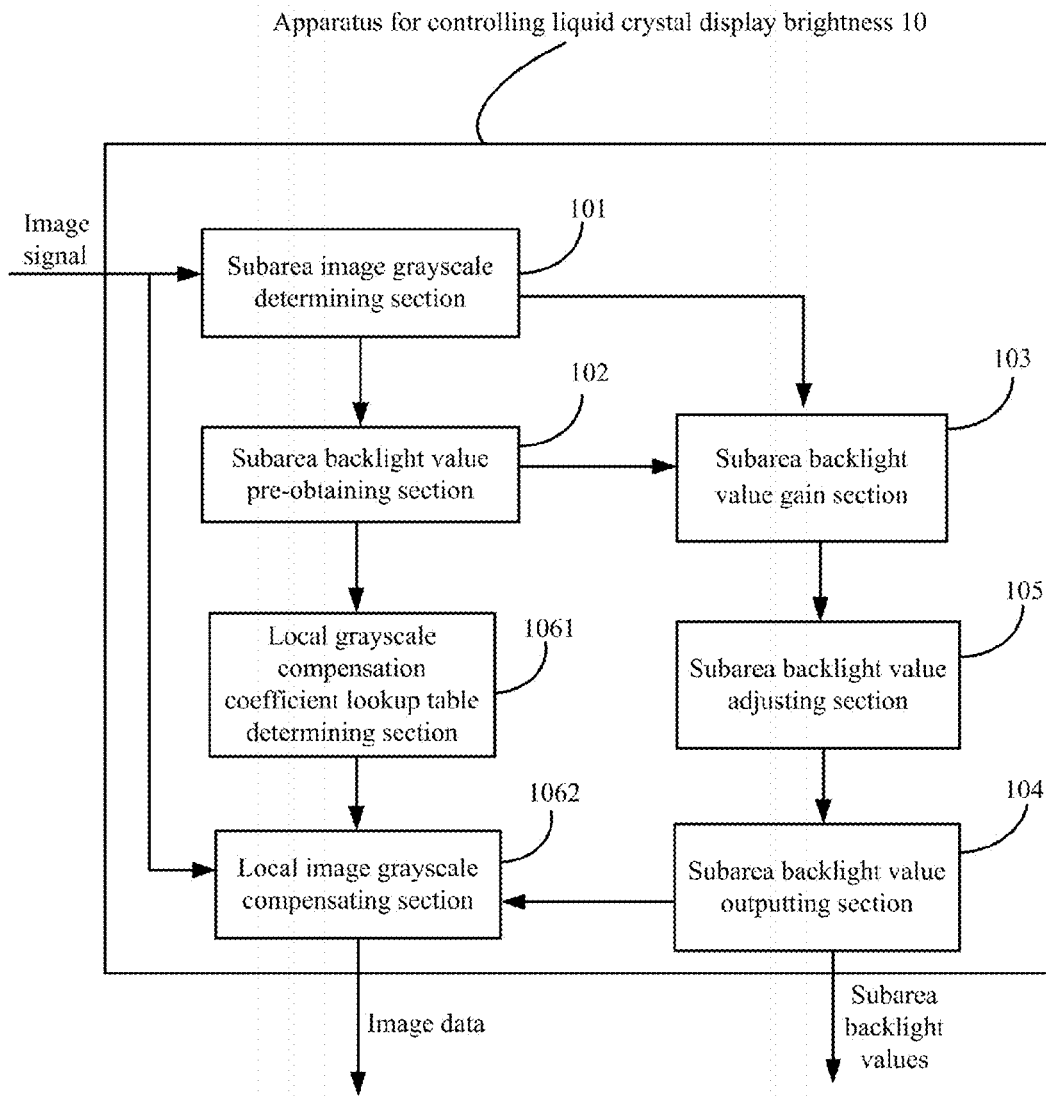 Apparatus for controlling liquid crystal display brightness 10
Image
signal
101
Subarea image grayscale
determining section
102
103
Subarea backlight value
pre-obtaining section
Subarea backlight
value gain section
1061
105
Local grayscale
compensation
coefficient lookup table
determining section
Subarea backlight value
adjusting section
1062
104
Local image grayscale
compensating section
Subarea backlight value
outputting section
Image data
Subarea
backlight
values